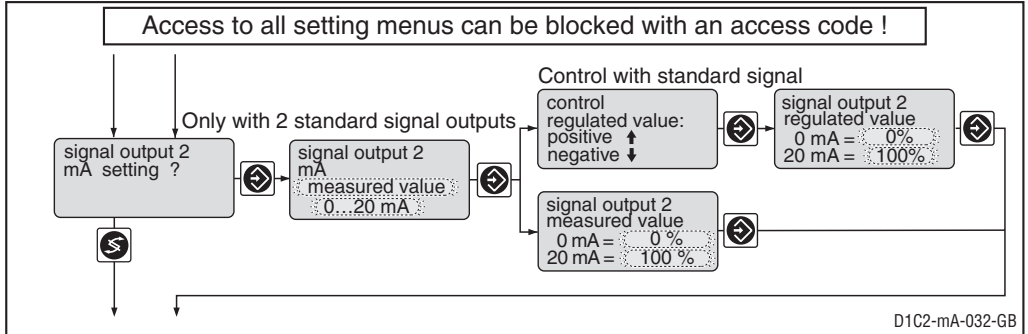 Access to all setting menus can be blocked with an access code !
Control with standard signal
Only with 2 standard signal outputs
signal output 2
mA setting ?
signal output 2
mA
measured value
0...20 mA
control
regulated value:
positive ↑
negative ↓
signal output 2
regulated value
0 mA = 0%
20 mA = 100%
signal output 2
measured value
0 mA = 0 %
20 mA = 100 %
D1C2-mA-032-GB